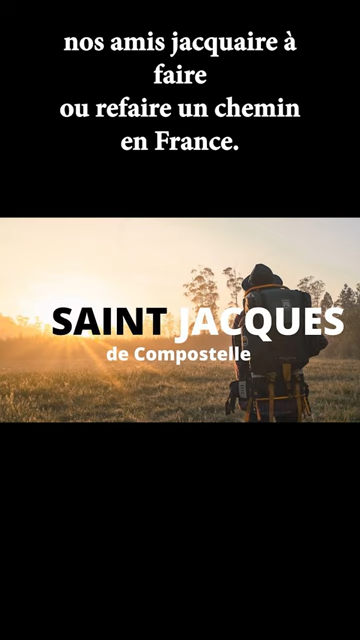 nos amis jacquaire à
faire
ou refaire un chemin
en France.
SAINT JACQUES
de Compostelle